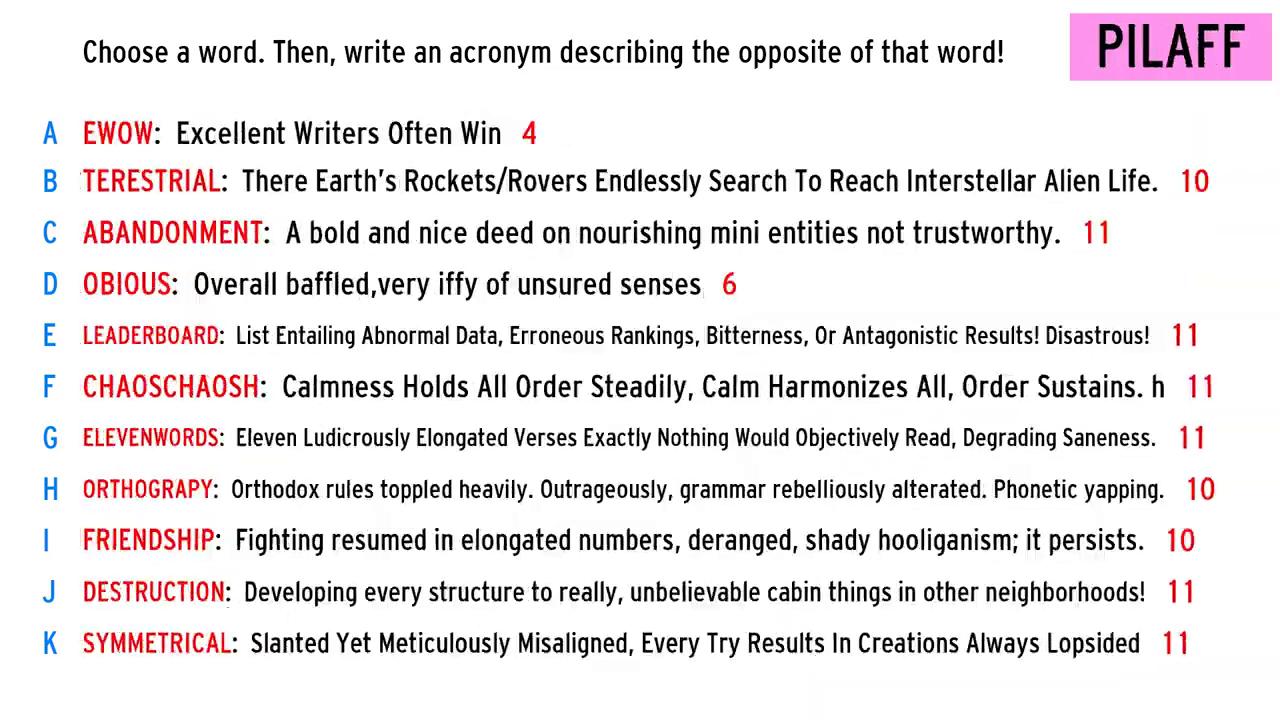 Choose a word. Then, write an acronym describing the opposite of that word!
PILAFF
A EWOW: Excellent Writers Often Win 4
B TERESTRIAL: There Earth's Rockets/Rovers Endlessly Search To Reach Interstellar Alien Life. 10
C ABANDONMENT: A bold and nice deed on nourishing mini entities not trustworthy. 11
D OBIOUS: Overall baffled,very iffy of unsured senses 6
E LEADERBOARD: List Entailing Abnormal Data, Erroneous Rankings, Bitterness, Or Antagonistic Results! Disastrous! 11
F CHAOSCHAOSH: Calmness Holds All Order Steadily, Calm Harmonizes All, Order Sustains. h 11
G ELEVENWORDS: Eleven Ludicrously Elongated Verses Exactly Nothing Would Objectively Read, Degrading Saneness. 11
H ORTHOGRAPY: Orthodox rules toppled heavily. Outrageously, grammar rebelliously alterated. Phonetic yapping. 10
I FRIENDSHIP: Fighting resumed in elongated numbers, deranged, shady hooliganism; it persists. 10
J DESTRUCTION: Developing every structure to really, unbelievable cabin things in other neighborhoods! 11
K SYMMETRICAL: Slanted Yet Meticulously Misaligned, Every Try Results In Creations Always Lopsided 11